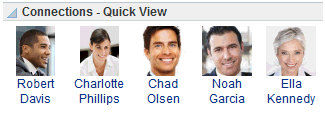 Connections - Quick View
Robert Davis
Charlotte Phillips
Chad Olsen
Noah Garcia
Ella Kennedy